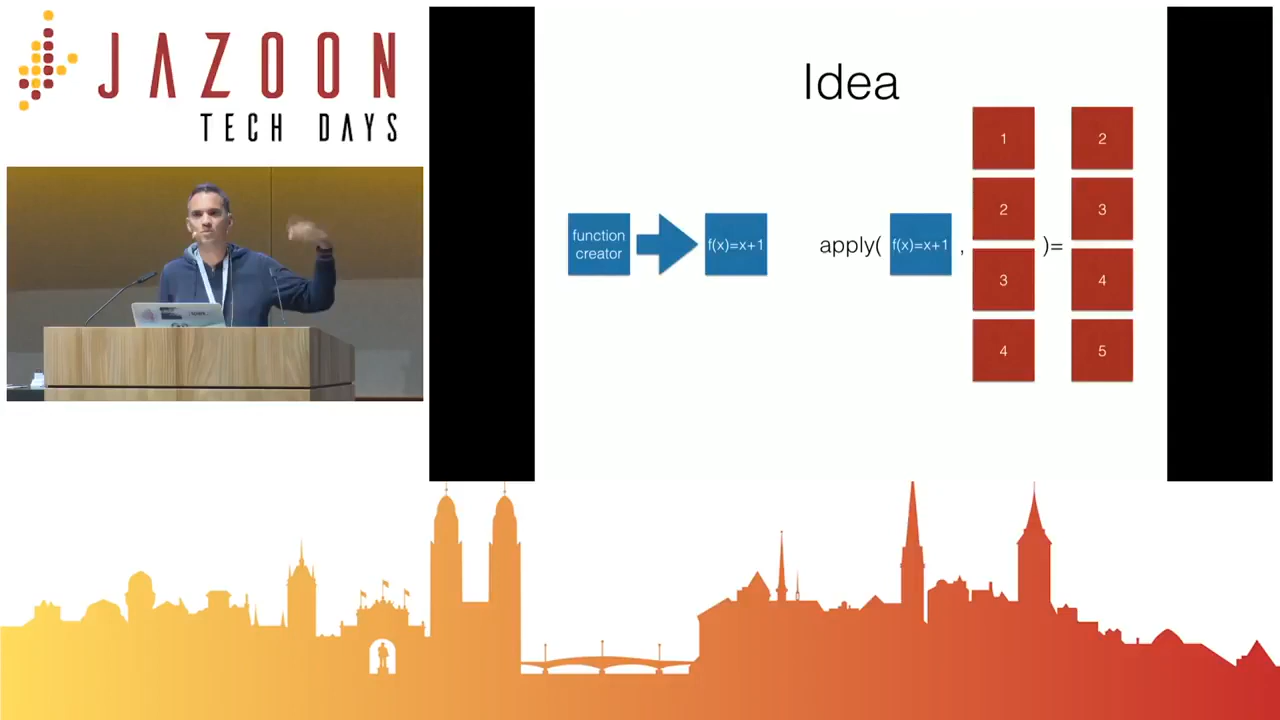 JAZOON
TECH DAYS
Idea
function
creator
f(x)=x+1
apply(
f(x)=x+1
,
1
2
3
4
)=
2
3
4
5